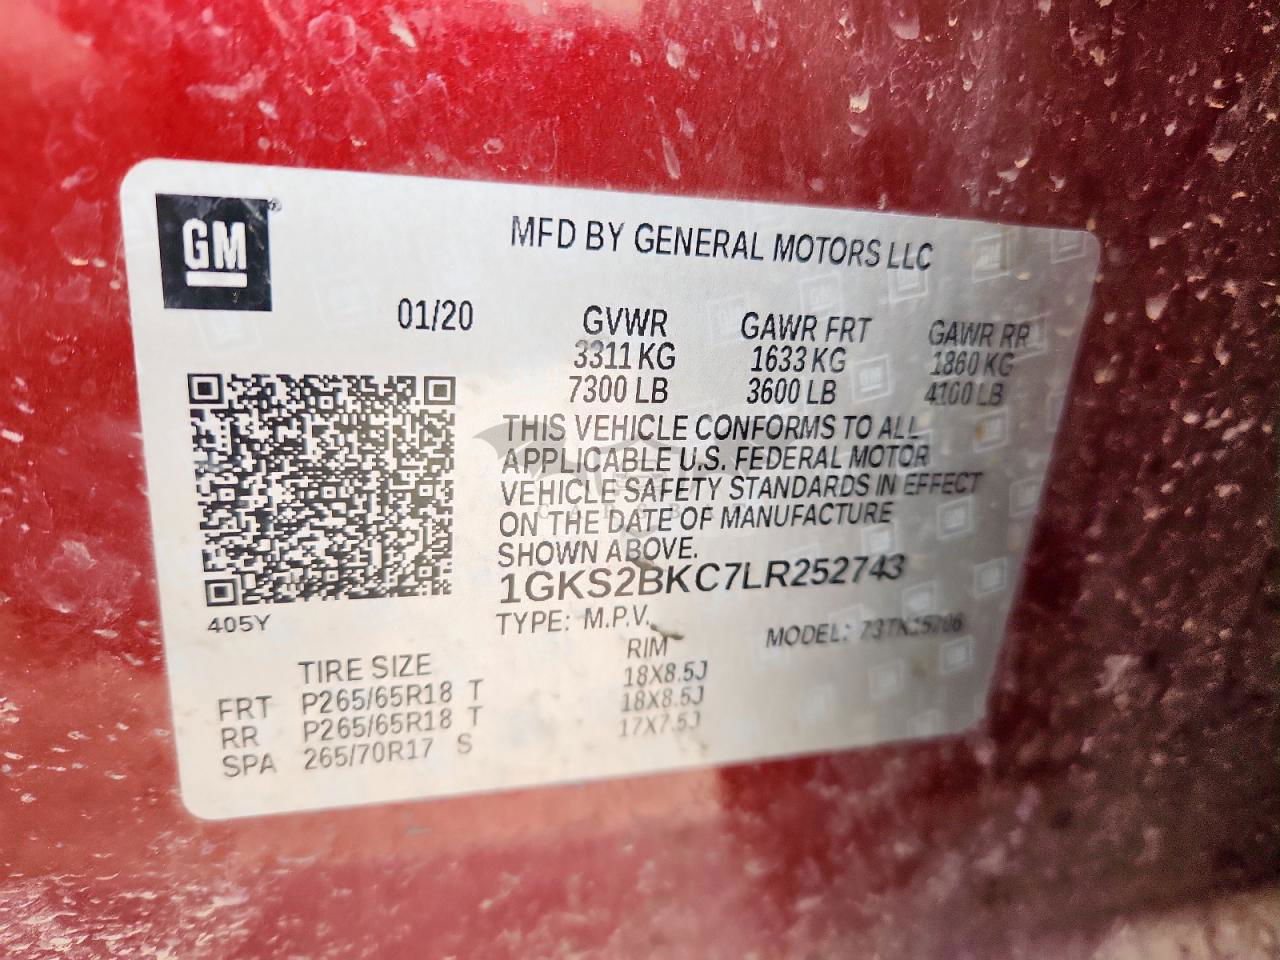 GM
MFD BY GENERAL MOTORS LLC
01/20
GVWR GAWR FRT GAWR RR
3311 KG 1633 KG 1860 KG
7300 LB 3600 LB 4100 LB
THIS VEHICLE CONFORMS TO ALL
APPLICABLE U.S. FEDERAL MOTOR
VEHICLE SAFETY STANDARDS IN EFFECT
ON THE DATE OF MANUFACTURE
SHOWN ABOVE.
1GKS2BKC7LR252743
405Y
TYPE: M.P.V.
MODEL:
TIRE SIZE RIM
FRT P265/65R18 T 18X8.5J
RR P265/65R18 T 18X8.5J
SPA 265/70R17 S 17X7.5J